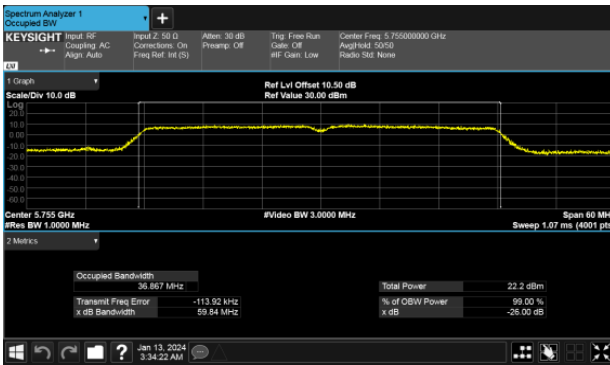 Spectrum Analyzer 1
Occupied BW
KEYSIGHT
LXI
Input: RF
Coupling: AC
Align: Auto
Input Z: 50 Ω
Corrections: On
Freq Ref: Int (S)
Atten: 30 dB
Preamp: Off
Trig: Free Run
Gate: Off
#IF Gain: Low
Center Freq: 5.755000000 GHz
Avg|Hold: 50/50
Radio Std: None
1 Graph
Scale/Div 10.0 dB
Ref Lvl Offset 10.50 dB
Ref Value 30.00 dBm
Log
20.0
10.0
0.00
-10.0
-20.0
-30.0
-40.0
-50.0
-60.0
Center 5.755 GHz
#Res BW 1.0000 MHz
#Video BW 3.0000 MHz
Span 60 MH
Sweep 1.07 ms (4001 pts
2 Metrics
Occupied Bandwidth
36.867 MHz
Total Power 22.2 dBm
Transmit Freq Error -113.92 kHz
% of OBW Power 99.00 %
x dB Bandwidth 59.84 MHz
x dB -26.00 dB
?
Jan 13, 2024
3:34:22 AM